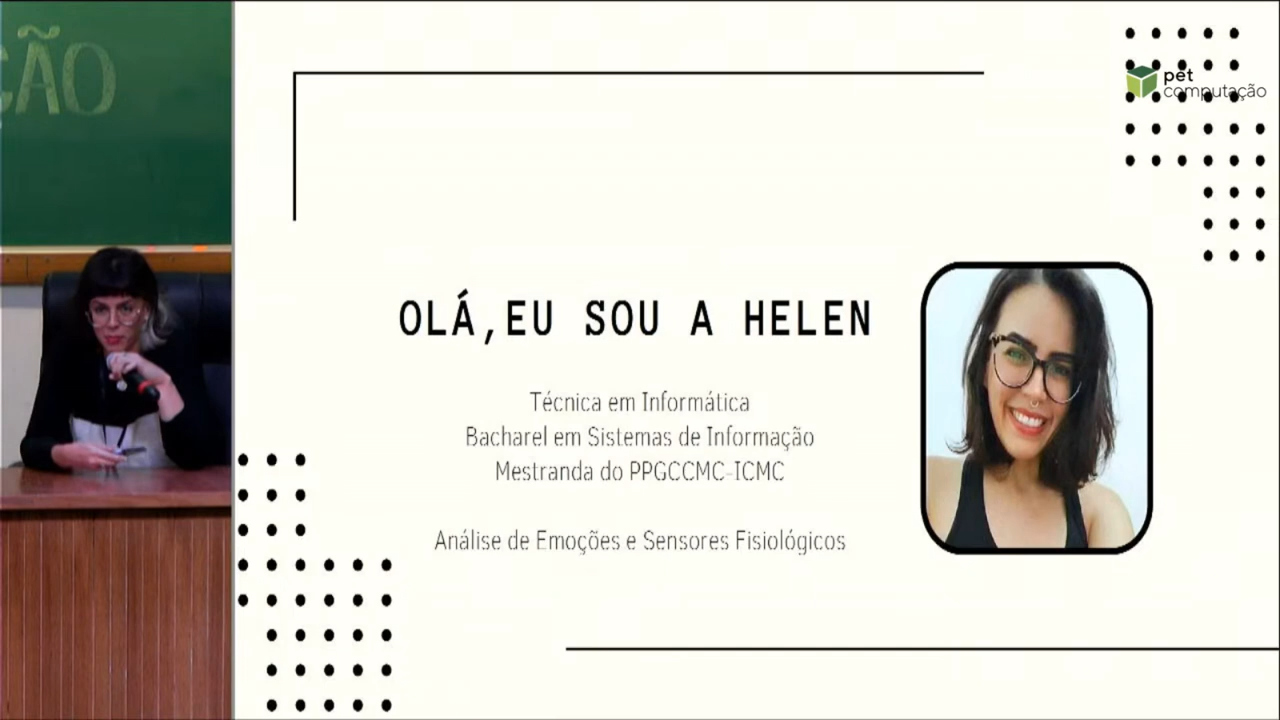 ÇÃO
pet
computação
OLÁ,EU SOU A HELEN
Técnica em Informática
Bacharel em Sistemas de Informação
Mestranda do PPGCCMC-ICMC
Análise de Emoções e Sensores Fisiológicos